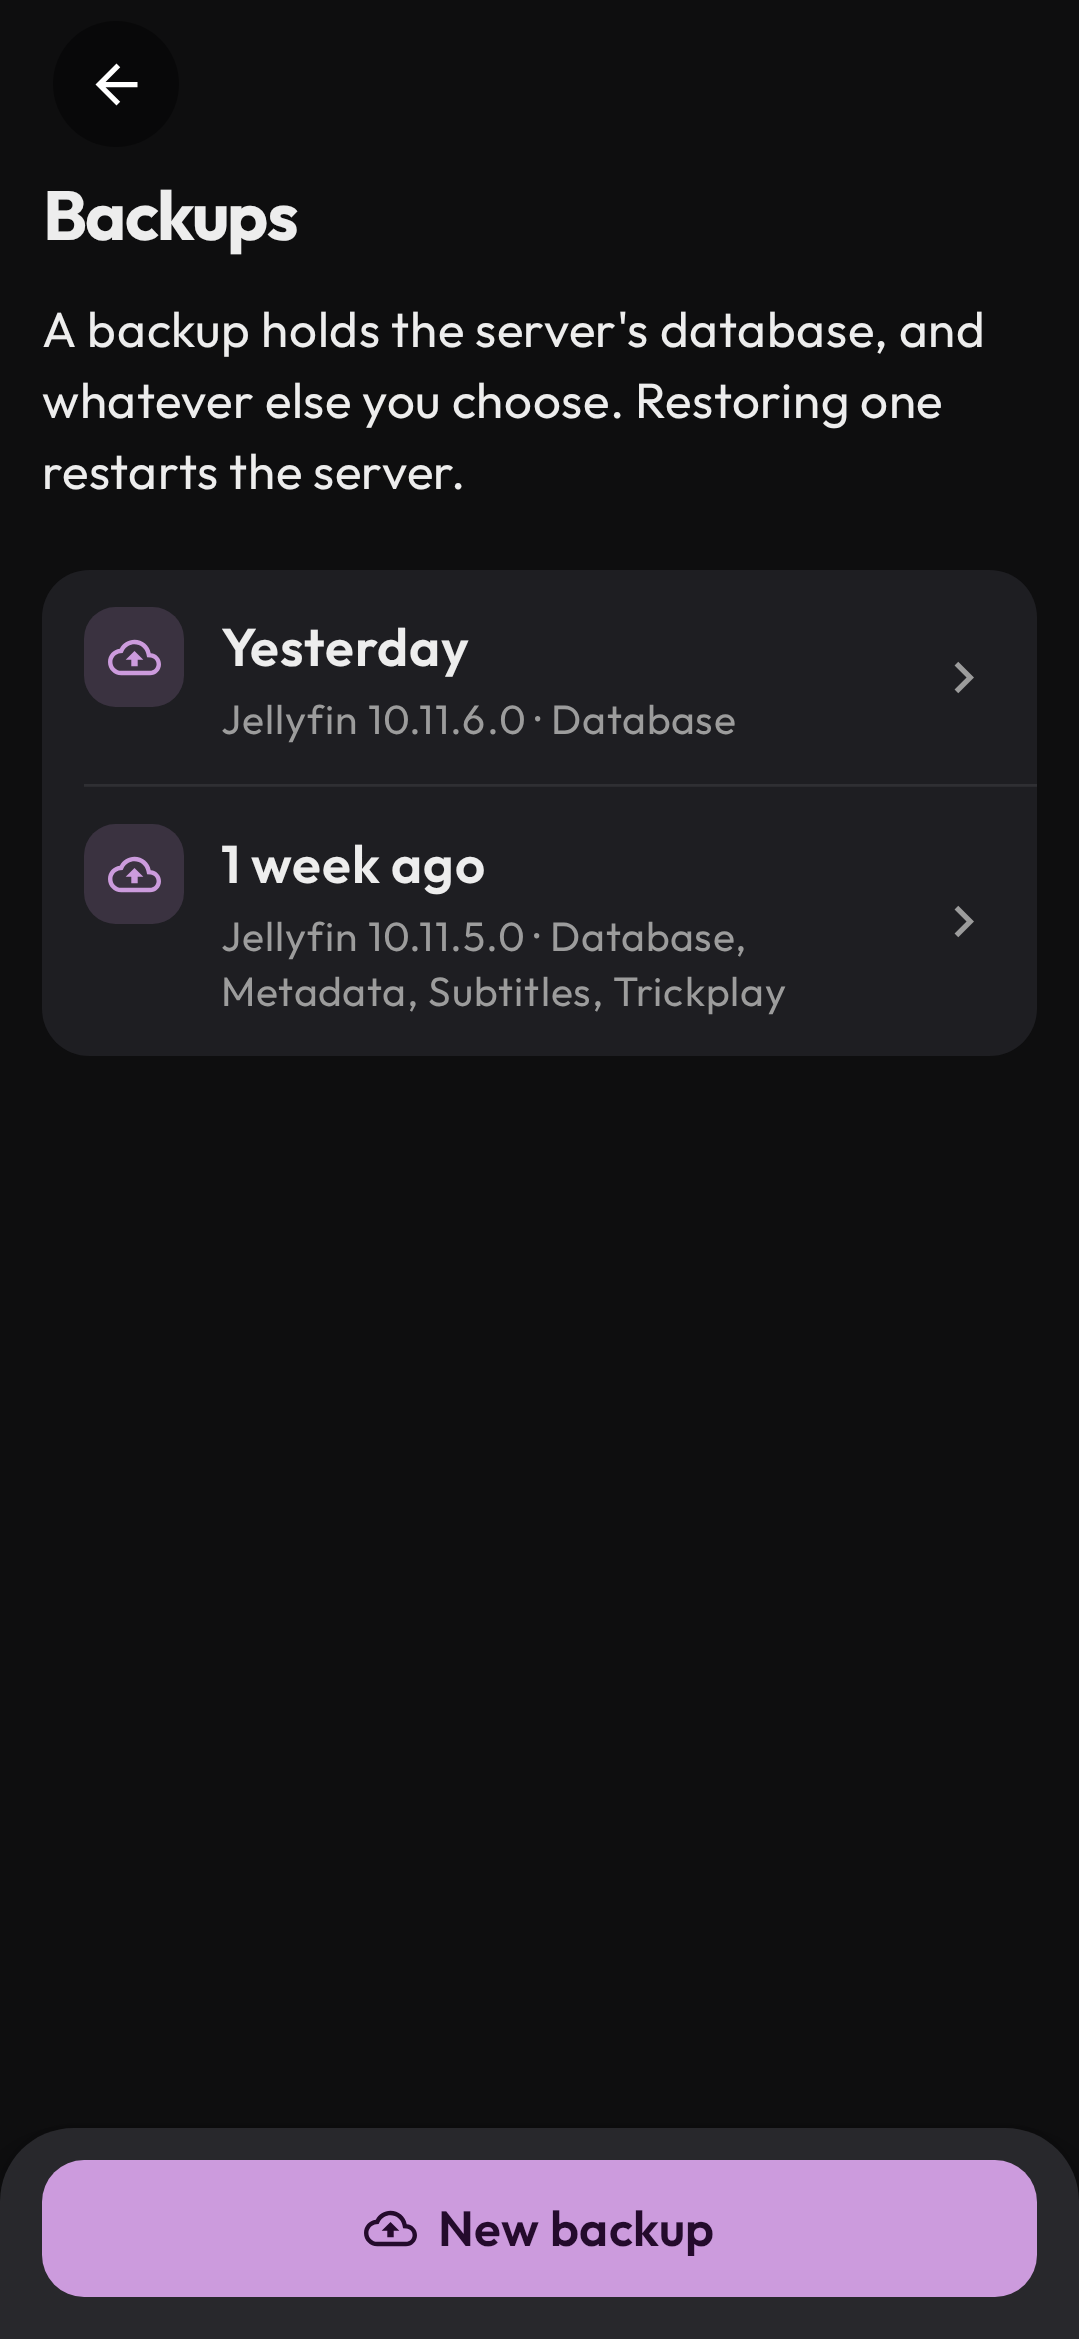 Backups
A backup holds the server's database, and
whatever else you choose. Restoring one
restarts the server.
Yesterday
Jellyfin 10.11.6.0 · Database
1 week ago
Jellyfin 10.11.5.0 · Database,
Metadata, Subtitles, Trickplay
New backup